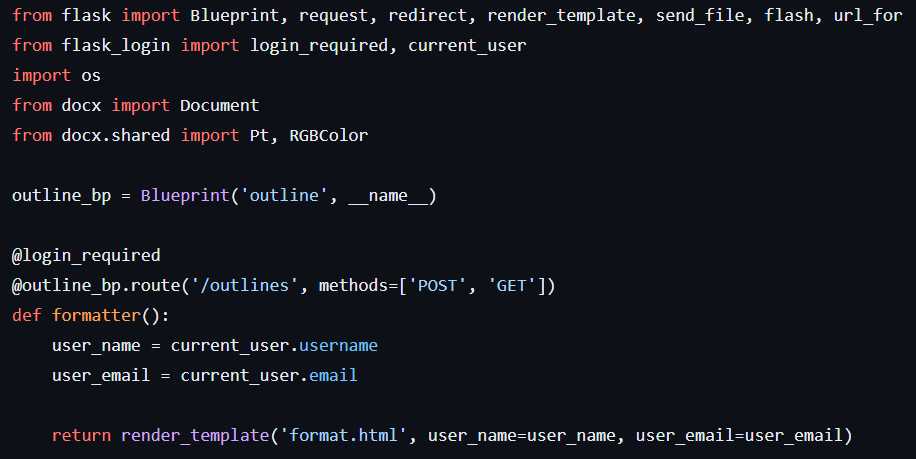 from flask import Blueprint, request, redirect, render_template, send_file, flash, url_for
from flask_login import login_required, current_user
import os
from docx import Document
from docx.shared import Pt, RGBColor

outline_bp = Blueprint('outline', __name__)

@login_required
@outline_bp.route('/outlines', methods=['POST', 'GET'])
def formatter():
    user_name = current_user.username
    user_email = current_user.email

    return render_template('format.html', user_name=user_name, user_email=user_email)